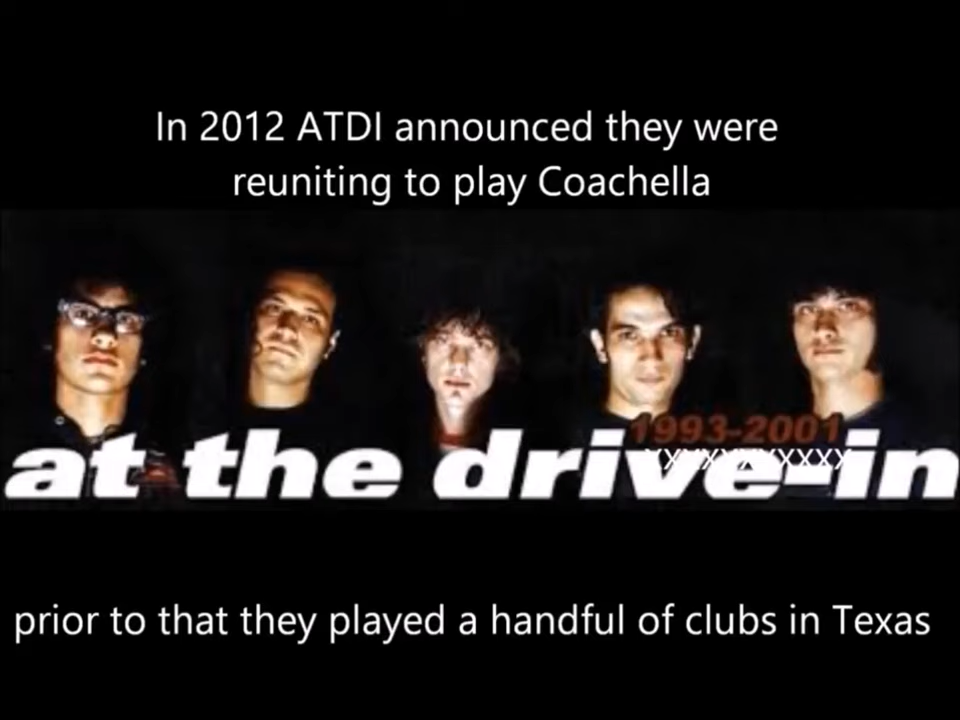 In 2012 ATDI announced they were
reuniting to play Coachella
1993-2001
XXXXXXXXXXX
at the drive-in
prior to that they played a handful of clubs in Texas